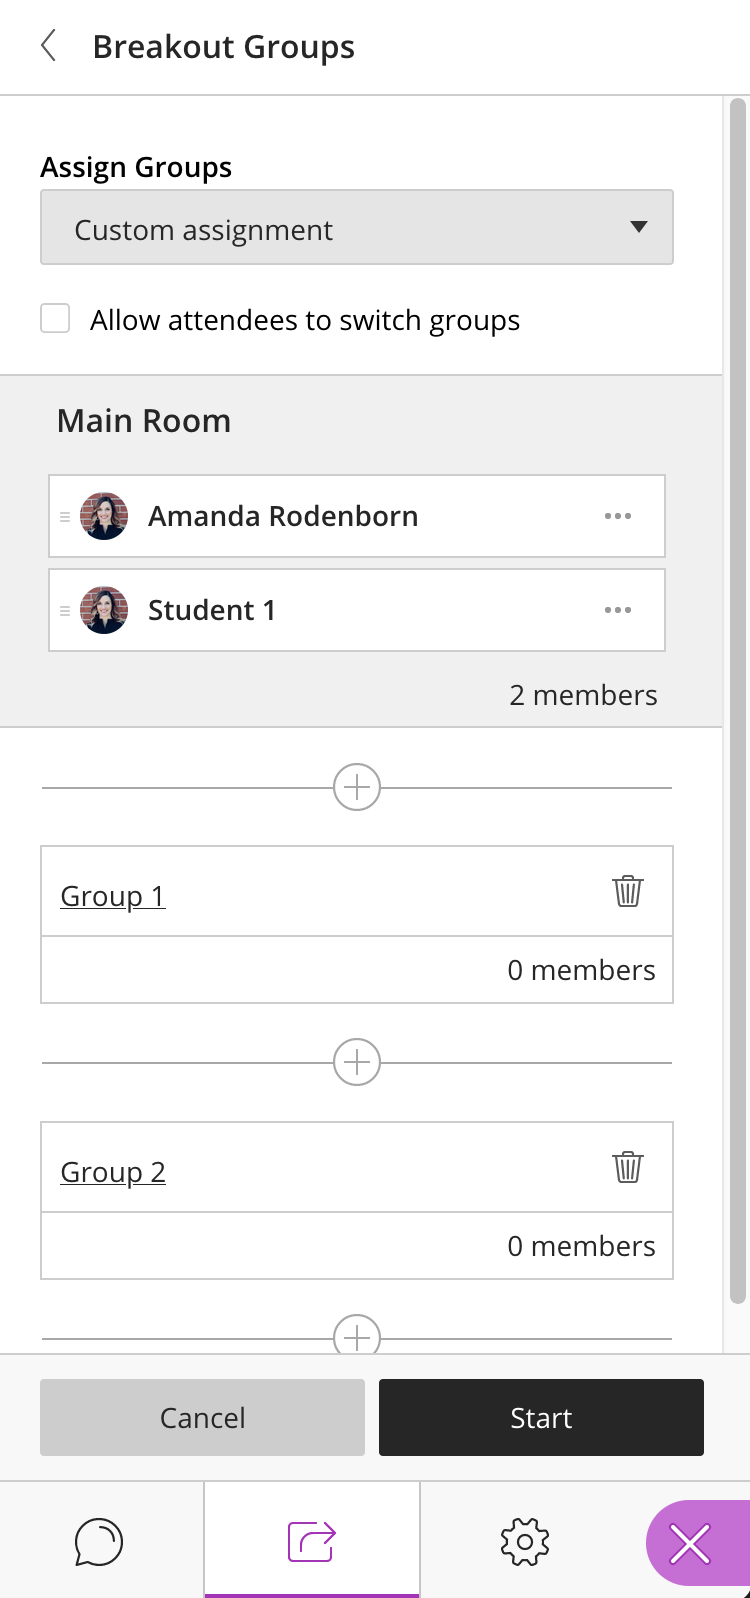 Breakout Groups
Assign Groups
Custom assignment
Allow attendees to switch groups
Main Room
Amanda Rodenborn
Student 1
2 members
Group 1
0 members
Group 2
0 members
Cancel
Start